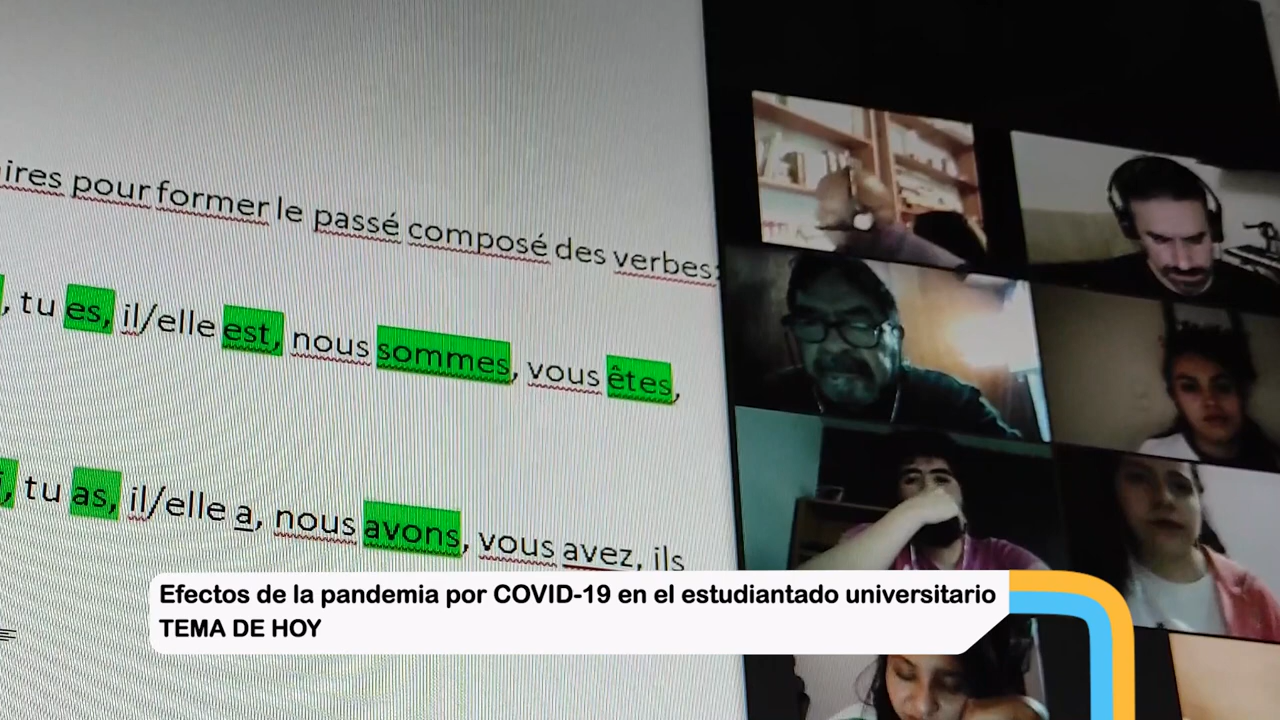 ires pour former le passé composé des verbes:
, tu es, il/elle est, nous sommes, vous êtes,
i, tu as, il/elle a, nous avons, vous avez, ils
Efectos de la pandemia por COVID-19 en el estudiantado universitario
TEMA DE HOY